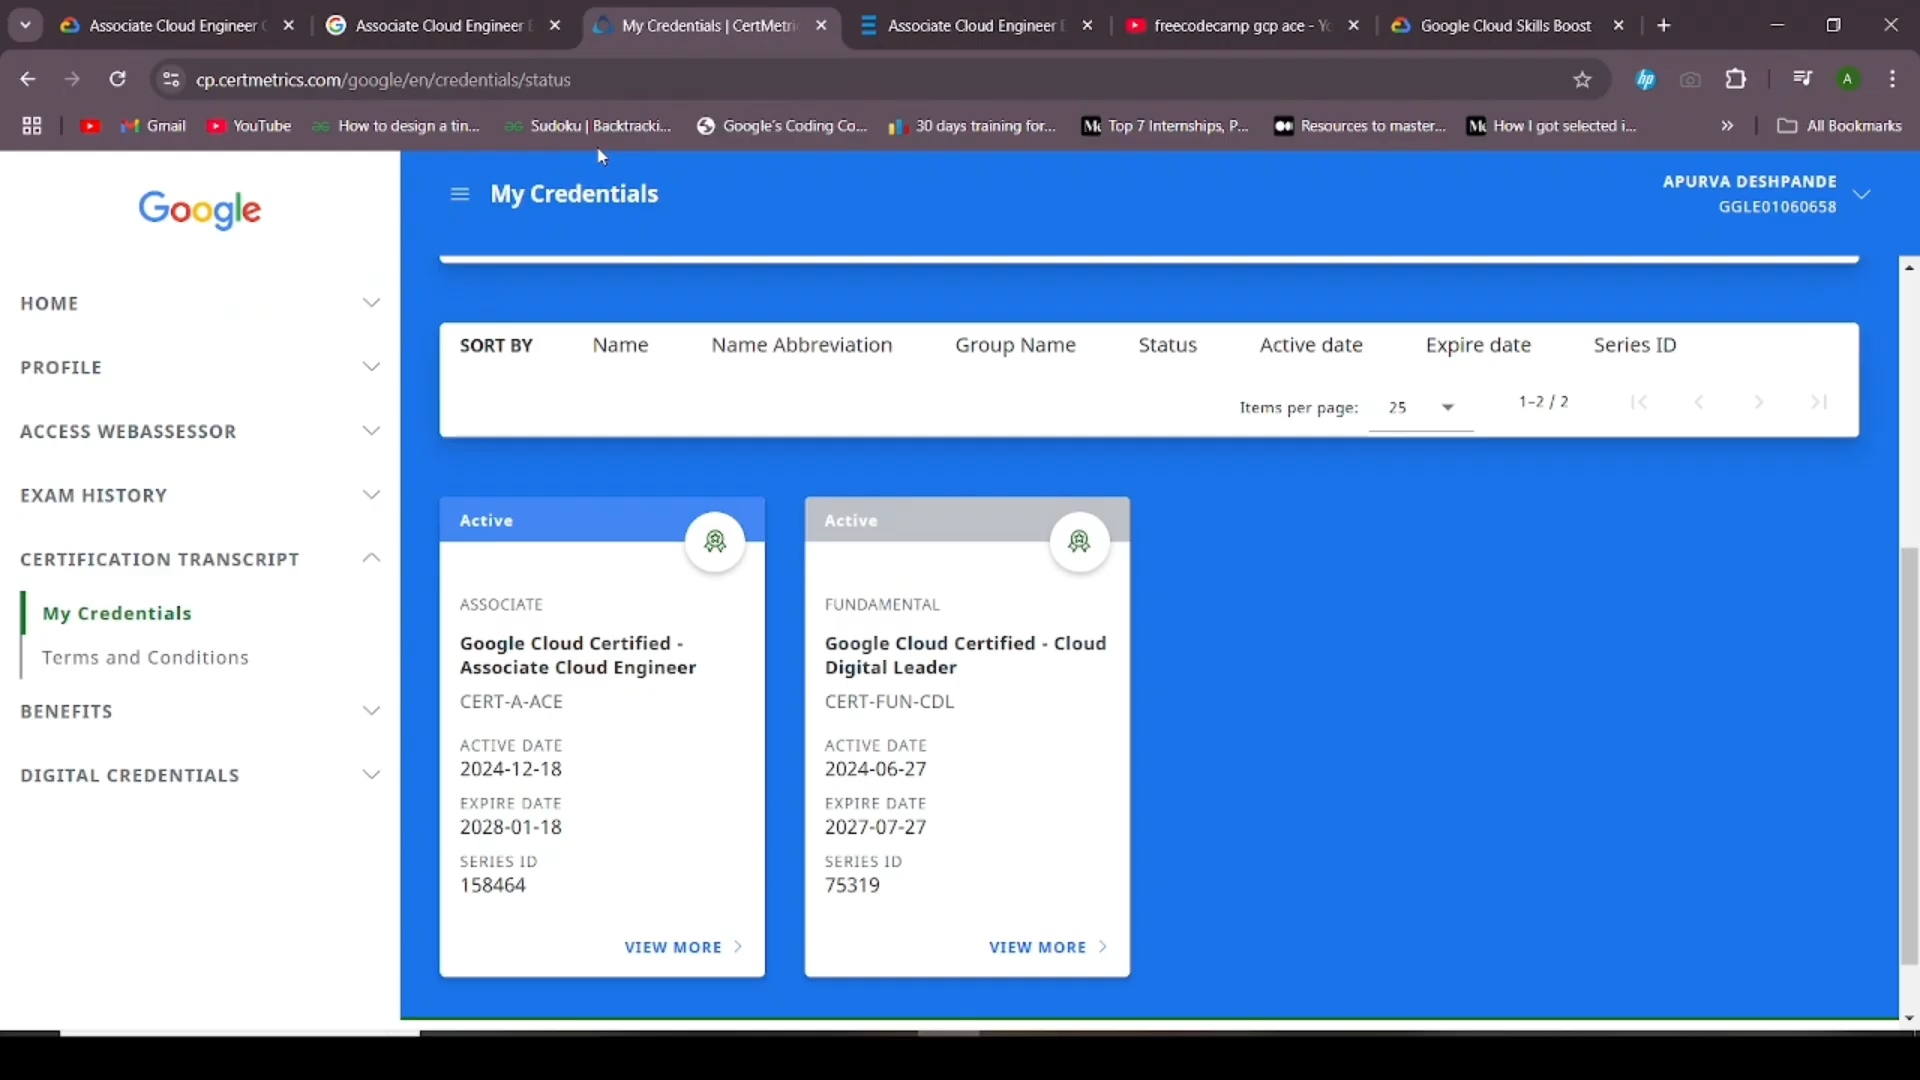 Associate Cloud Engineer
Associate Cloud Engineer
My Credentials | CertMetri
Associate Cloud Engineer
freecodecamp gcp ace - Yo
Google Cloud Skills Boost
cp.certmetrics.com/google/en/credentials/status
hp
A
Gmail
YouTube
How to design a tin...
Sudoku | Backtracki...
Google's Coding Co...
30 days training for...
Top 7 Internships, P...
Resources to master...
How I got selected i...
All Bookmarks
Google
My Credentials
APURVA DESHPANDE
GGLE01060658
HOME
PROFILE
ACCESS WEBASSESSOR
EXAM HISTORY
CERTIFICATION TRANSCRIPT
My Credentials
Terms and Conditions
BENEFITS
DIGITAL CREDENTIALS
SORT BY Name Name Abbreviation Group Name Status Active date Expire date Series ID
Items per page: 25 1–2 / 2
Active
ASSOCIATE
Google Cloud Certified -
Associate Cloud Engineer
CERT-A-ACE
ACTIVE DATE
2024-12-18
EXPIRE DATE
2028-01-18
SERIES ID
158464
VIEW MORE
Active
FUNDAMENTAL
Google Cloud Certified - Cloud
Digital Leader
CERT-FUN-CDL
ACTIVE DATE
2024-06-27
EXPIRE DATE
2027-07-27
SERIES ID
75319
VIEW MORE